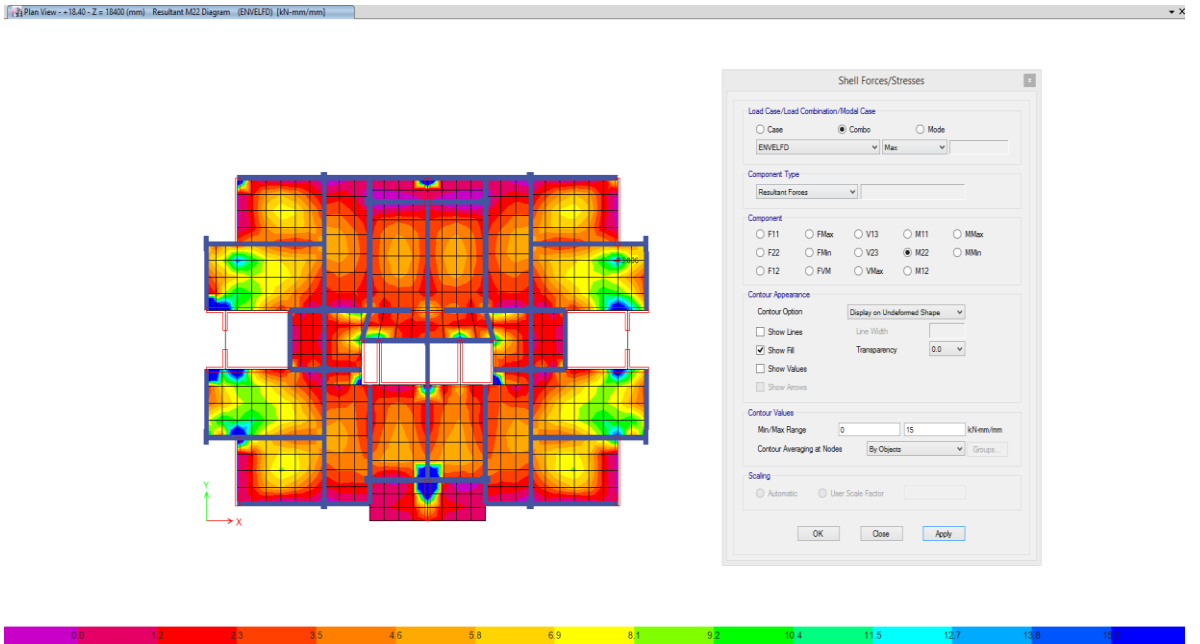 Plan View - +18.40 - Z = 18400 (mm) Resultant M22 Diagram (ENVELFD) [kN-mm/mm]
Shell Forces/Stresses
Load Case/Load Combination/Modal Case
Case Combo Mode
ENVELFD Max
Component Type
Resultant Forces
Component
F11 FMax V13 M11 MMax
F22 FMin V23 M22 MMin
F12 FVM VMax M12
Contour Appearance
Contour Option Display on Undeformed Shape
Show Lines Line Width
Show Fill Transparency 0.0
Show Values
Show Arrows
Contour Values
Min/Max Range 0 15 kN-mm/mm
Contour Averaging at Nodes By Objects Groups...
Scaling
Automatic User Scale Factor
OK Close Apply
Y
X
0.0 1.2 2.3 3.5 4.6 5.8 6.9 8.1 9.2 10.4 11.5 12.7 13.8